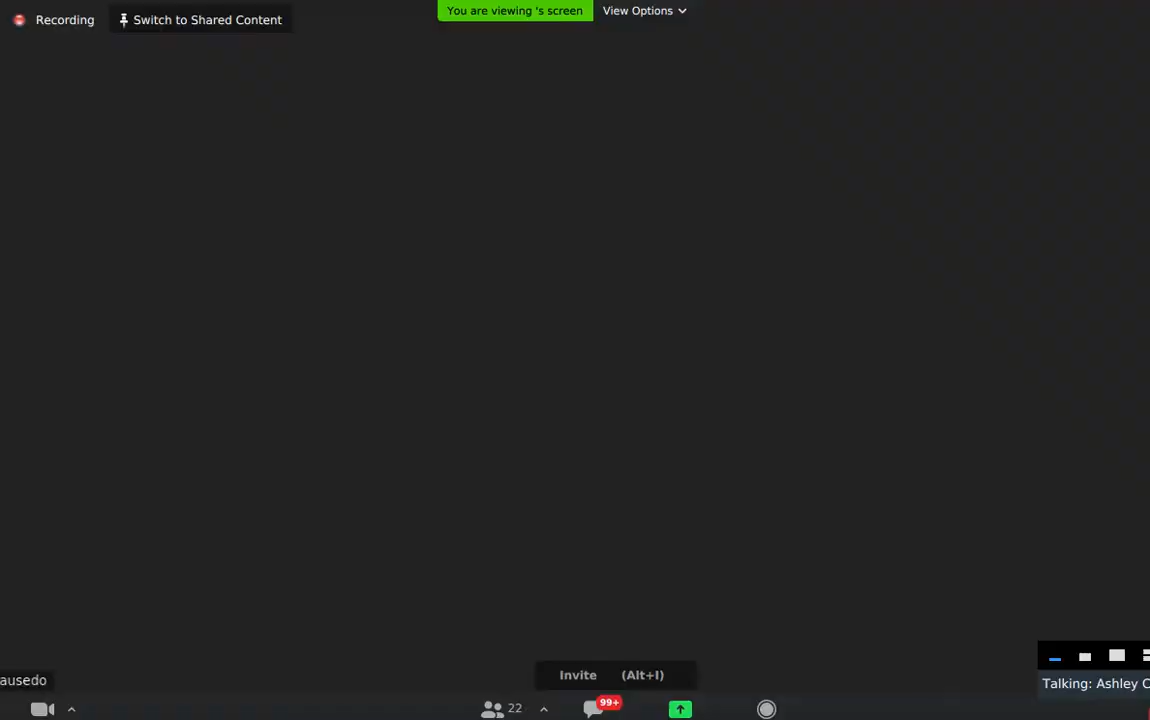 Recording
Switch to Shared Content
You are viewing 's screen
View Options
ausedo
Invite (Alt+I)
Talking: Ashley C
22
99+